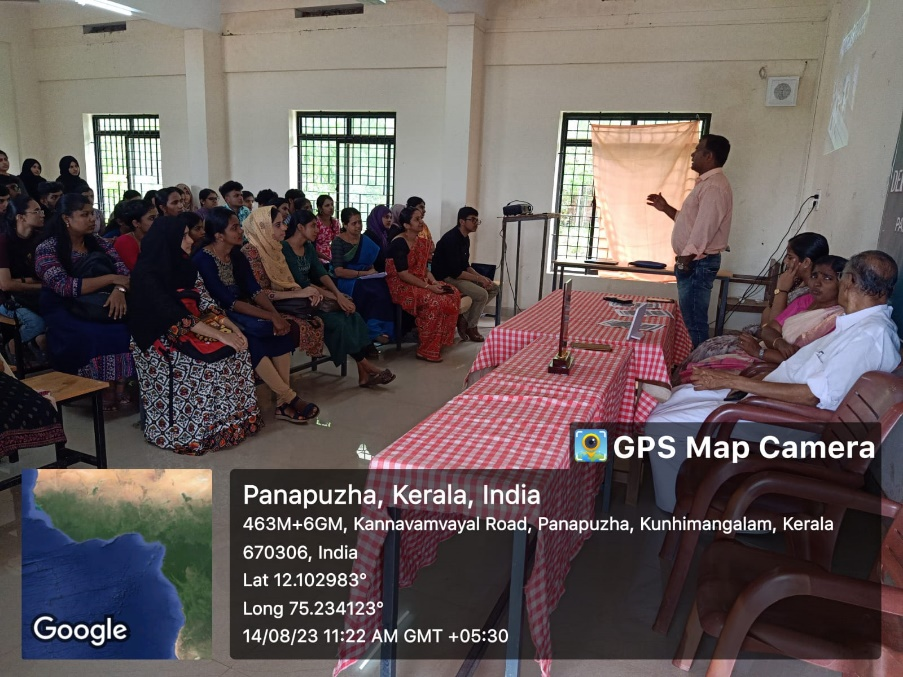 GPS Map Camera
Panapuzha, Kerala, India
463M+6GM, Kannavamvayal Road, Panapuzha, Kunhimangalam, Kerala
670306, India
Lat 12.102983°
Long 75.234123°
14/08/23 11:22 AM GMT +05:30
Google